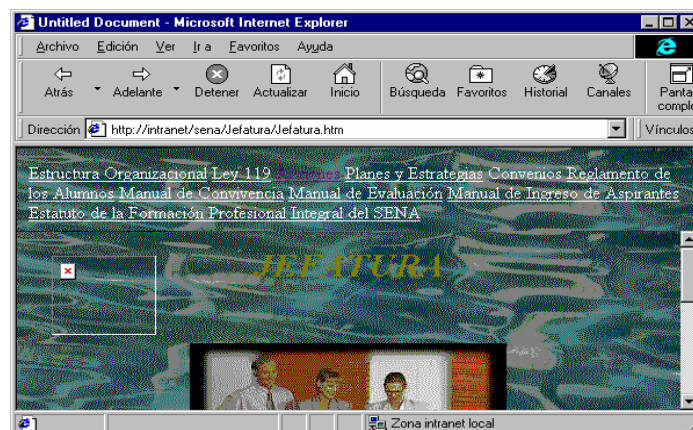 Untitled Document - Microsoft Internet Explorer
Archivo Edición Ver Ir a Favoritos Ayuda
Atrás Adelante Detener Actualizar Inicio Búsqueda Favoritos Historial Canales Panta
comple
Dirección http://intranet/sena/Jefatura/Jefatura.htm Vínculos
Estructura Organizacional Ley 119 Planes y Estrategias Convenios Reglamento de
los Alumnos Manual de Convivencia Manual de Evaluación Manual de Ingreso de Aspirantes
Estatuto de la Formación Profesional Integral del SENA
JEFATURA
Zona intranet local